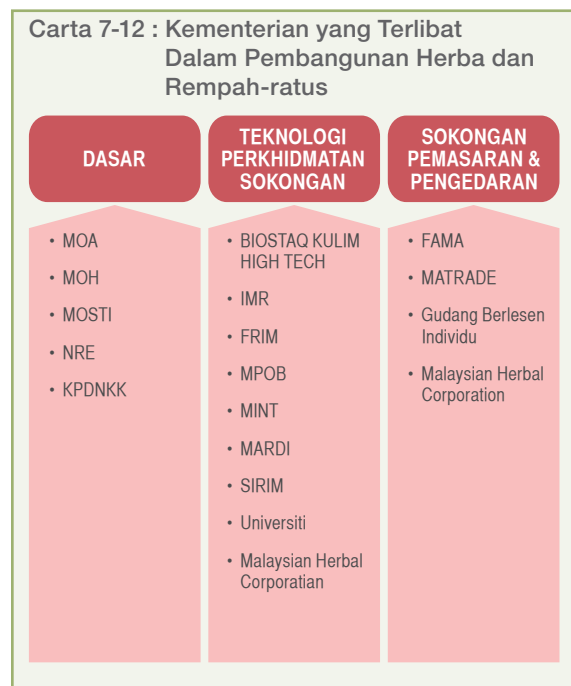 Carta 7-12 : Kementerian yang Terlibat
Dalam Pembangunan Herba dan
Rempah-ratus
DASAR
• MOA
• MOH
• MOSTI
• NRE
• KPDNKK
TEKNOLOGI
PERKHIDMATAN
SOKONGAN
• BIOSTAQ KULIM
HIGH TECH
• IMR
• FRIM
• MPOB
• MINT
• MARDI
• SIRIM
• Universiti
• Malaysian Herbal
Corporatian
SOKONGAN
PEMASARAN &
PENGEDARAN
• FAMA
• MATRADE
• Gudang Berlesen
Individu
• Malaysian Herbal
Corporation